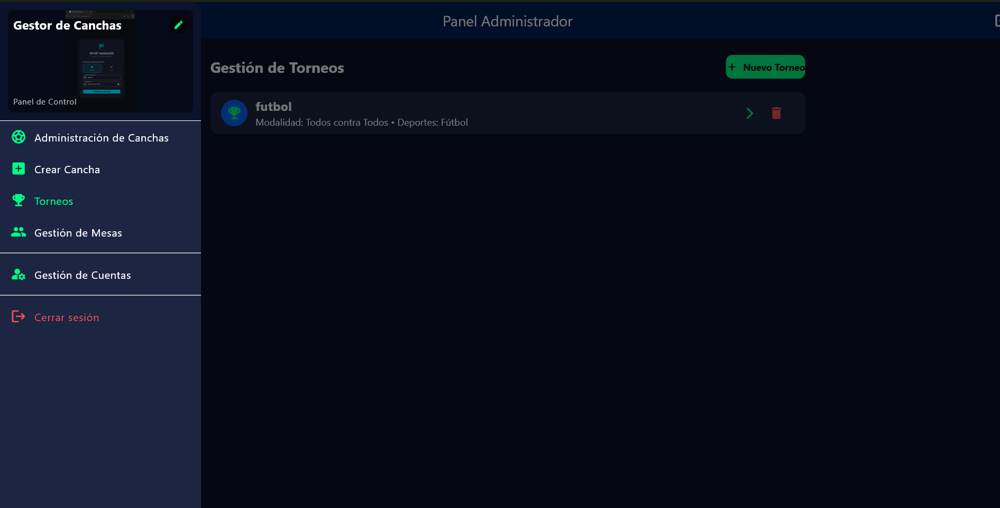 Gestor de Canchas
SPORT MANAGER
Panel de Control
Administración de Canchas
Crear Cancha
Torneos
Gestión de Mesas
Gestión de Cuentas
Cerrar sesión
Panel Administrador
Gestión de Torneos
+ Nuevo Torneo
futbol
Modalidad: Todos contra Todos • Deportes: Fútbol